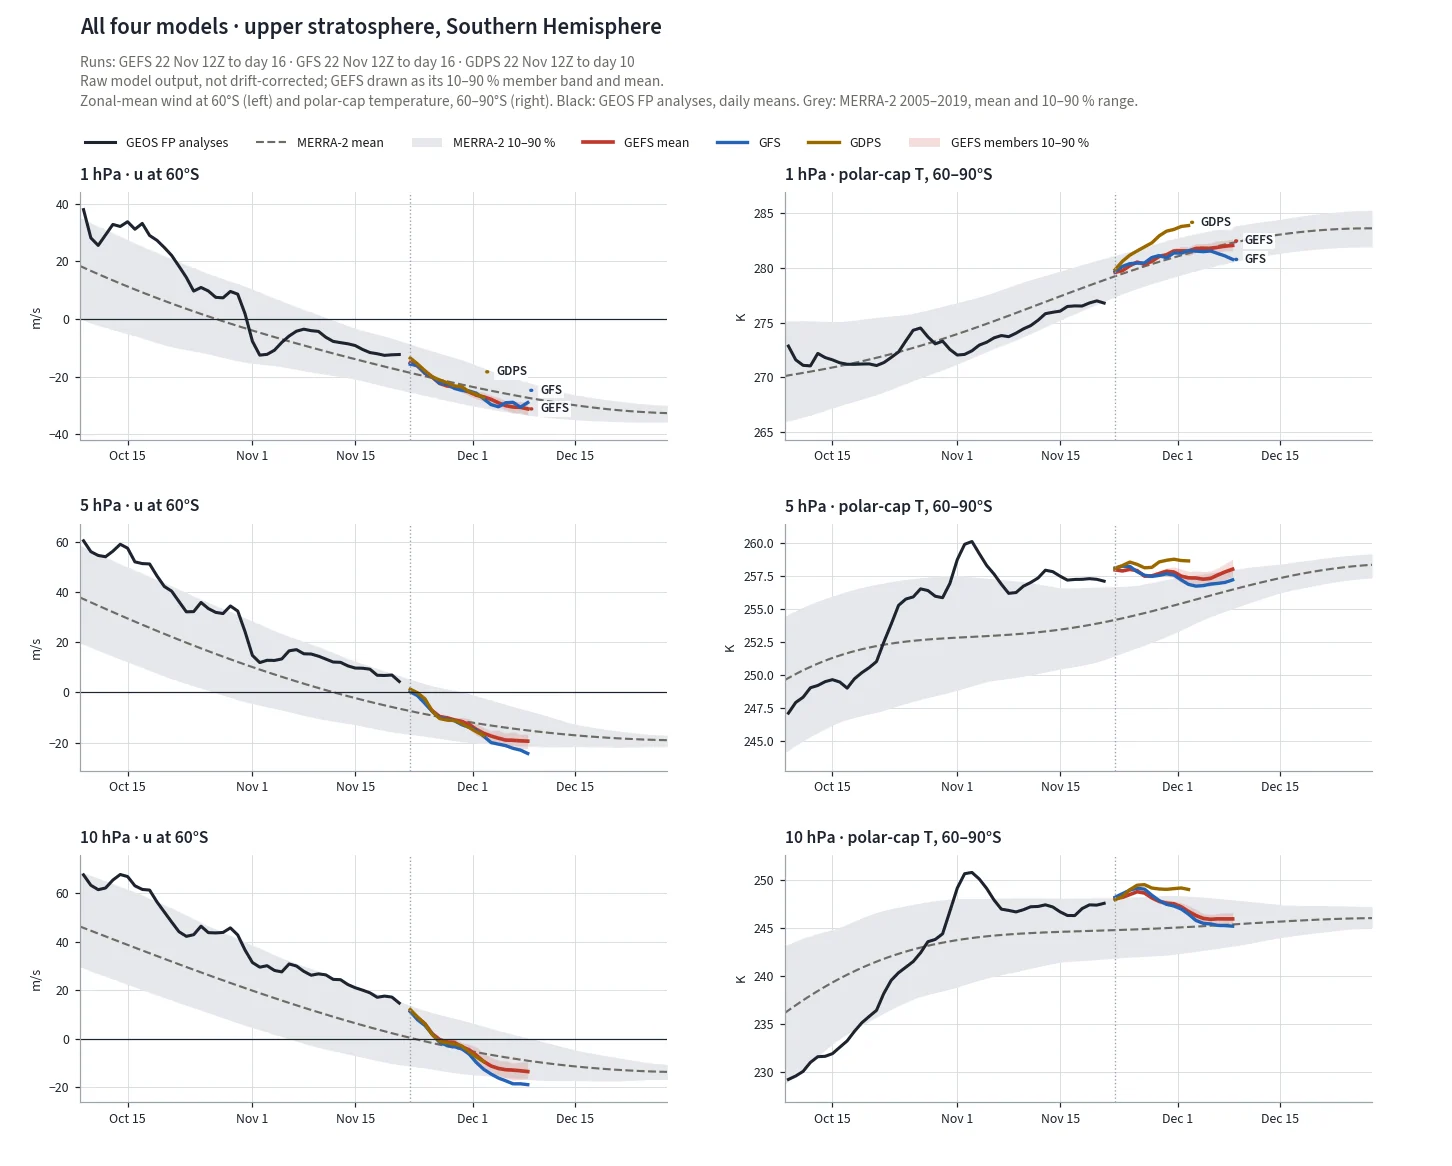 All four models · upper stratosphere, Southern Hemisphere
Runs: GEFS 22 Nov 12Z to day 16 · GFS 22 Nov 12Z to day 16 · GDPS 22 Nov 12Z to day 10
Raw model output, not drift-corrected; GEFS drawn as its 10–90 % member band and mean.
Zonal-mean wind at 60°S (left) and polar-cap temperature, 60–90°S (right). Black: GEOS FP analyses, daily means. Grey: MERRA-2 2005–2019, mean and 10–90 % range.
GEOS FP analyses MERRA-2 mean MERRA-2 10–90 % GEFS mean GFS GDPS GEFS members 10–90 %
1 hPa · u at 60°S
40
20
0
−20
−40
m/s
GDPS
GFS
GEFS
Oct 15 Nov 1 Nov 15 Dec 1 Dec 15
1 hPa · polar-cap T, 60–90°S
285
280
275
270
265
K
GDPS
GEFS
GFS
Oct 15 Nov 1 Nov 15 Dec 1 Dec 15
5 hPa · u at 60°S
60
40
20
0
−20
m/s
Oct 15 Nov 1 Nov 15 Dec 1 Dec 15
5 hPa · polar-cap T, 60–90°S
260.0
257.5
255.0
252.5
250.0
247.5
245.0
K
Oct 15 Nov 1 Nov 15 Dec 1 Dec 15
10 hPa · u at 60°S
60
40
20
0
−20
m/s
Oct 15 Nov 1 Nov 15 Dec 1 Dec 15
10 hPa · polar-cap T, 60–90°S
250
245
240
235
230
K
Oct 15 Nov 1 Nov 15 Dec 1 Dec 15